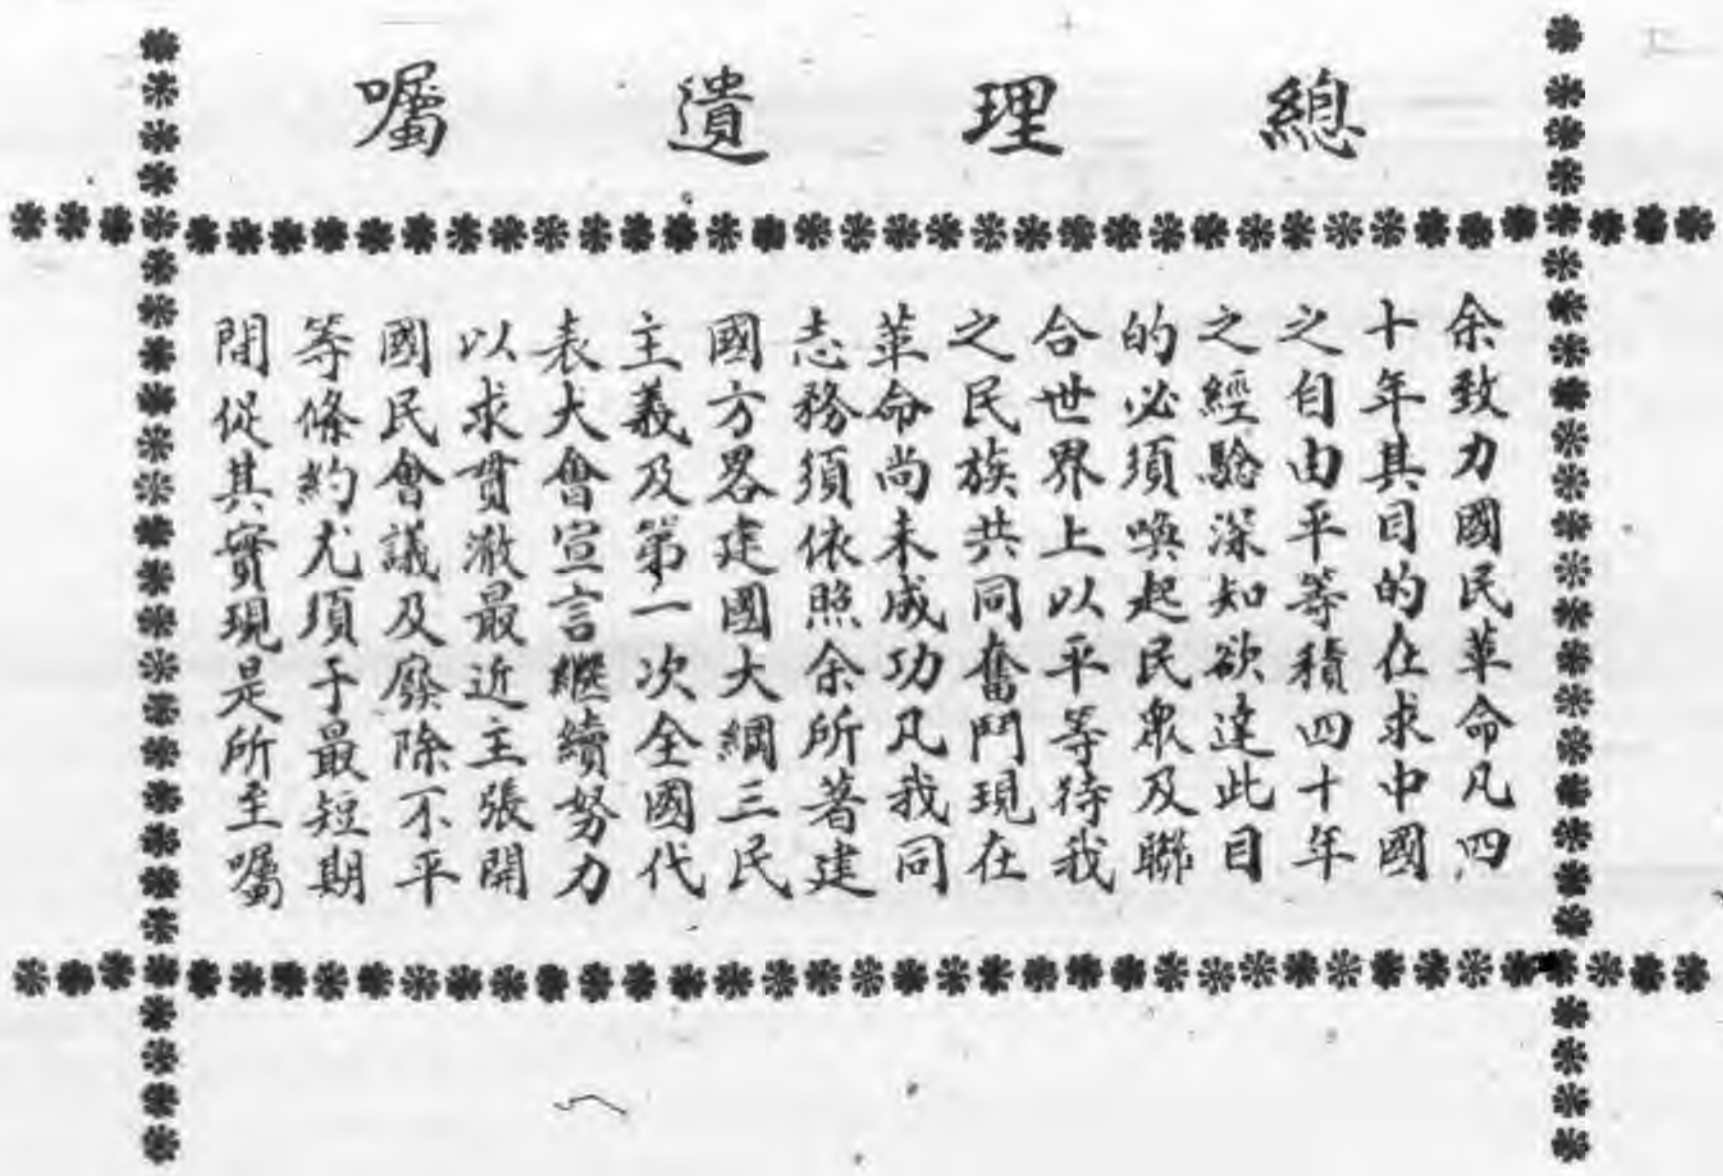 總理遺囑
余致力國民革命凡四
十年其目的在求中國
之自由平等積四十年
之經驗深知欲達此目
的必須喚起民衆及聯
合世界上以平等待我
之民族共同奮鬥現在
革命尚未成功凡我同
志務須依照余所著建
國方畧建國大綱三民
主義及第一次全國代
表大會宣言繼續努力
以求貫澈最近主張開
國民會議及廢除不平
等條約尤須于最短期
間促其實現是所至囑